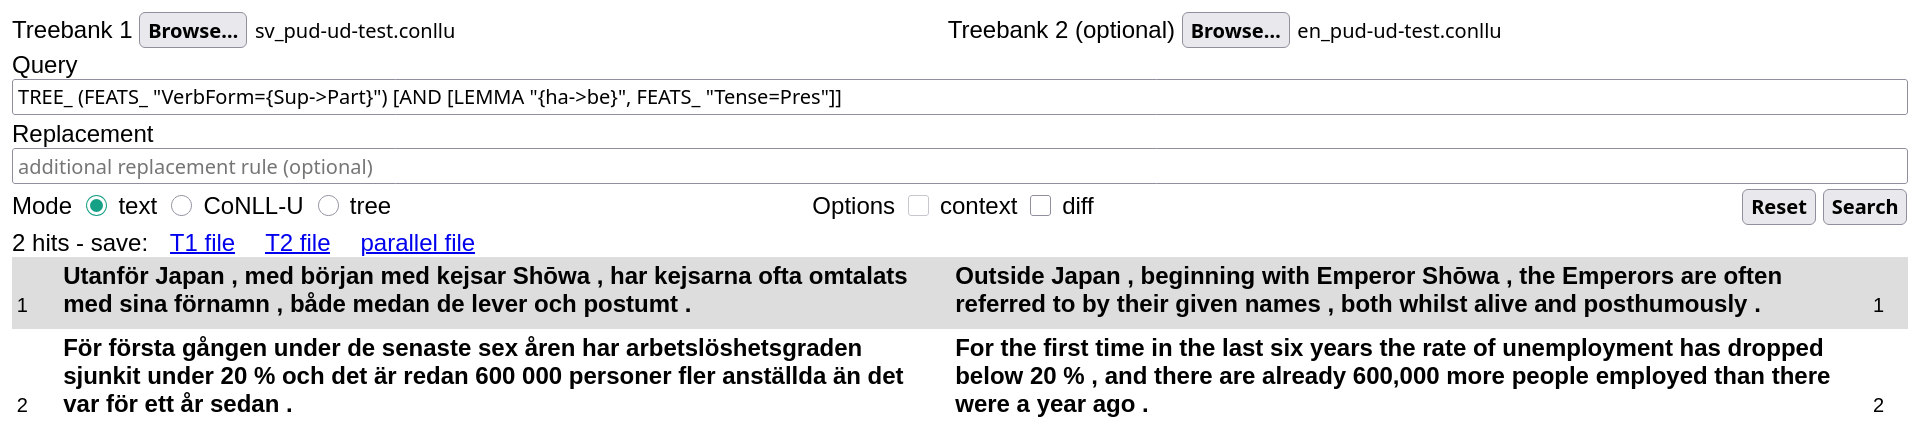 Treebank 1 Browse... sv_pud-ud-test.conllu Treebank 2 (optional) Browse... en_pud-ud-test.conllu
Query
TREE_ (FEATS_ "VerbForm={Sup->Part}") [AND [LEMMA "{ha->be}", FEATS_ "Tense=Pres"]]
Replacement
additional replacement rule (optional)
Mode text CoNLL-U tree Options context diff Reset Search
2 hits - save: T1 file T2 file parallel file
Utanför Japan , med början med kejsar Shōwa , har kejsarna ofta omtalats
1 med sina förnamn , både medan de lever och postumt .
Outside Japan , beginning with Emperor Shōwa , the Emperors are often
referred to by their given names , both whilst alive and posthumously . 1
För första gången under de senaste sex åren har arbetslöshetsgraden
sjunkit under 20 % och det är redan 600 000 personer fler anställda än det
2 var för ett år sedan .
For the first time in the last six years the rate of unemployment has dropped
below 20 % , and there are already 600,000 more people employed than there
were a year ago . 2